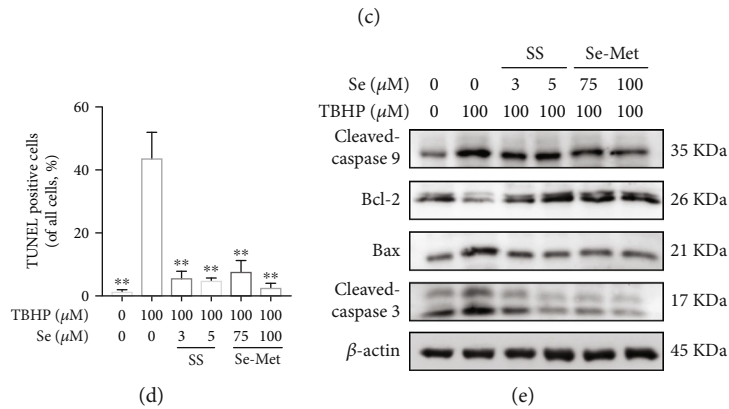 (c)
TUNEL positive cells
(of all cells, %)
60
40
20
0
** ** ** ** **
TBHP (μM) 0 100 100 100 100 100
Se (μM) 0 0 3 5 75 100
SS Se-Met
(d)
SS Se-Met
Se (μM) 0 0 3 5 75 100
TBHP (μM) 0 100 100 100 100 100
Cleaved-
caspase 9 35 KDa
Bcl-2 26 KDa
Bax 21 KDa
Cleaved-
caspase 3 17 KDa
β-actin 45 KDa
(e)